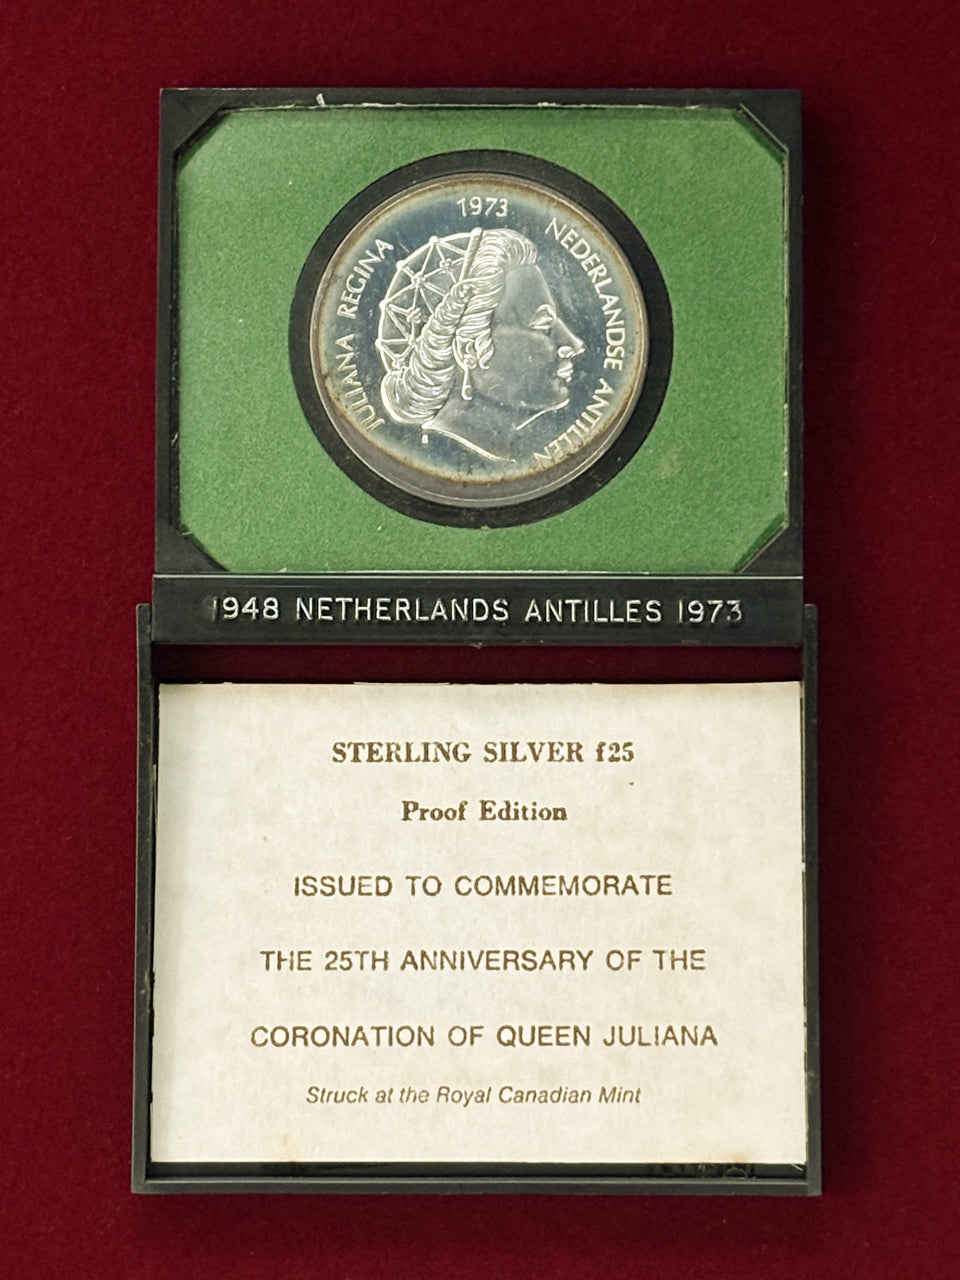 1973
JULIANA REGINA
NEDERLANDSE ANTILLEN
1948 NETHERLANDS ANTILLES 1973
STERLING SILVER f25
Proof Edition
ISSUED TO COMMEMORATE
THE 25TH ANNIVERSARY OF THE
CORONATION OF QUEEN JULIANA
Struck at the Royal Canadian Mint